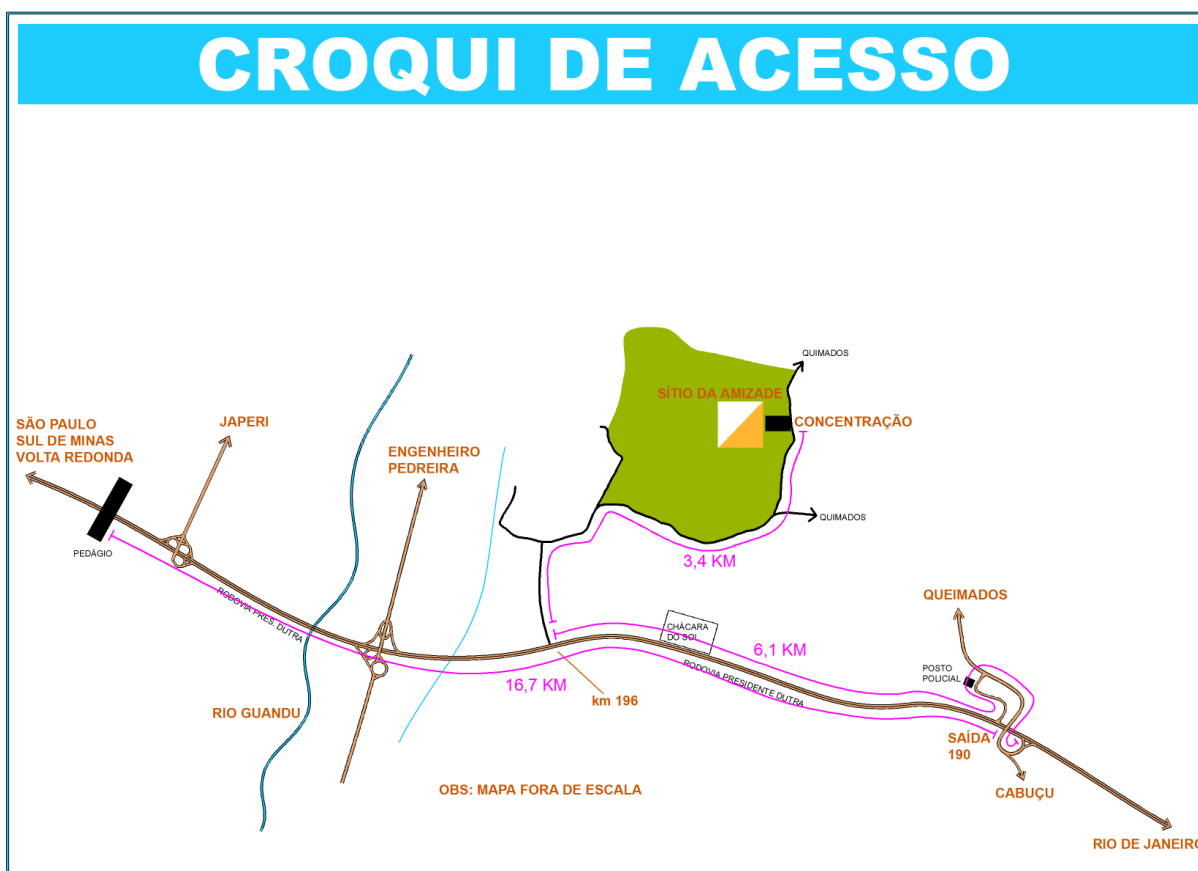 CROQUI DE ACESSO
QUIMADOS
SÍTIO DA AMIZADE
CONCENTRAÇÃO
SÃO PAULO
SUL DE MINAS
VOLTA REDONDA
JAPERI
ENGENHEIRO
PEDREIRA
QUIMADOS
PEDÁGIO
3,4 KM
RODOVIA PRES. DUTRA
QUEIMADOS
CHÁCARA
DO SOL
6,1 KM
POSTO
POLICIAL
RODOVIA PRESIDENTE DUTRA
16,7 KM
km 196
RIO GUANDU
SAÍDA
190
OBS: MAPA FORA DE ESCALA
CABUÇU
RIO DE JANEIRO